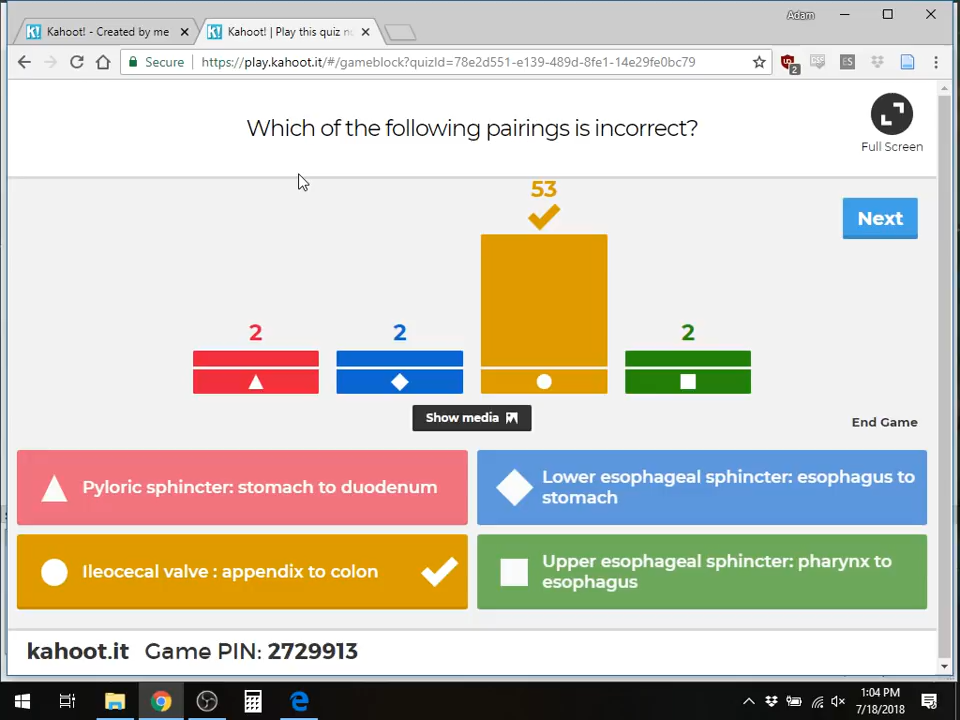 Adam
Kahoot! - Created by me
Kahoot! | Play this quiz n
Secure
https://play.kahoot.it/#/gameblock?quizId=78e2d551-e139-489d-8fe1-14e29fe0bc79
2
ES
Which of the following pairings is incorrect?
Full Screen
53
Next
2
2
2
Show media
End Game
Pyloric sphincter: stomach to duodenum
Lower esophageal sphincter: esophagus to
stomach
Ileocecal valve : appendix to colon
Upper esophageal sphincter: pharynx to
esophagus
kahoot.it Game PIN: 2729913
1:04 PM
7/18/2018